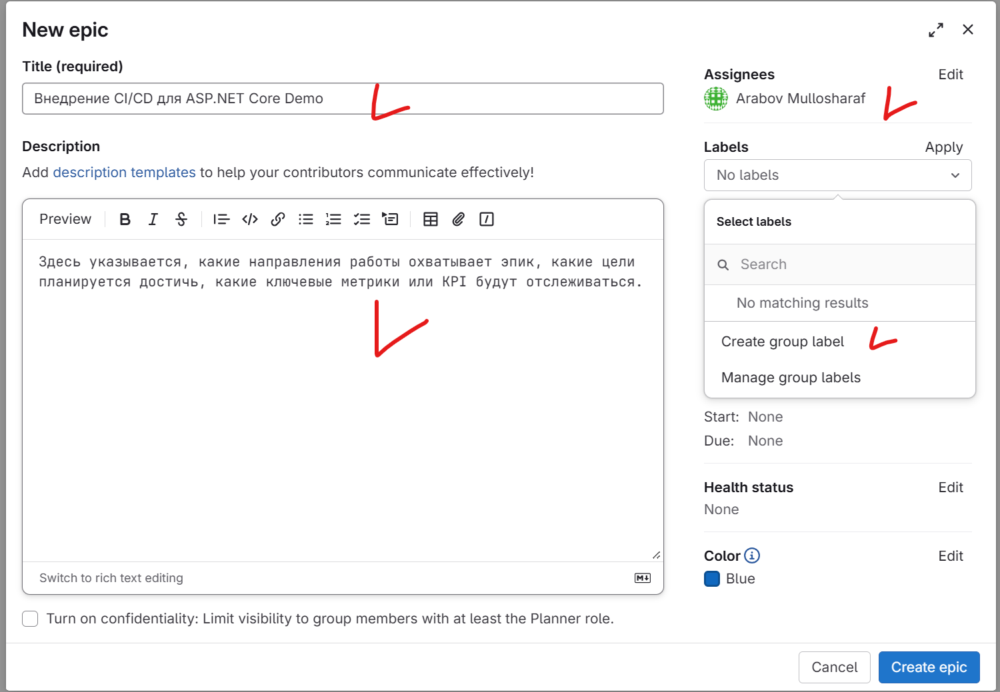 New epic
Title (required)
Внедрение CI/CD для ASP.NET Core Demo
Description
Add description templates to help your contributors communicate effectively!
Preview
Здесь указывается, какие направления работы охватывает эпик, какие цели
планируется достичь, какие ключевые метрики или KPI будут отслеживаться.
Switch to rich text editing
Turn on confidentiality: Limit visibility to group members with at least the Planner role.
Assignees Edit
Arabov Mullosharaf
Labels Apply
No labels
Select labels
Search
No matching results
Create group label
Manage group labels
Start: None
Due: None
Health status Edit
None
Color Edit
Blue
Cancel Create epic